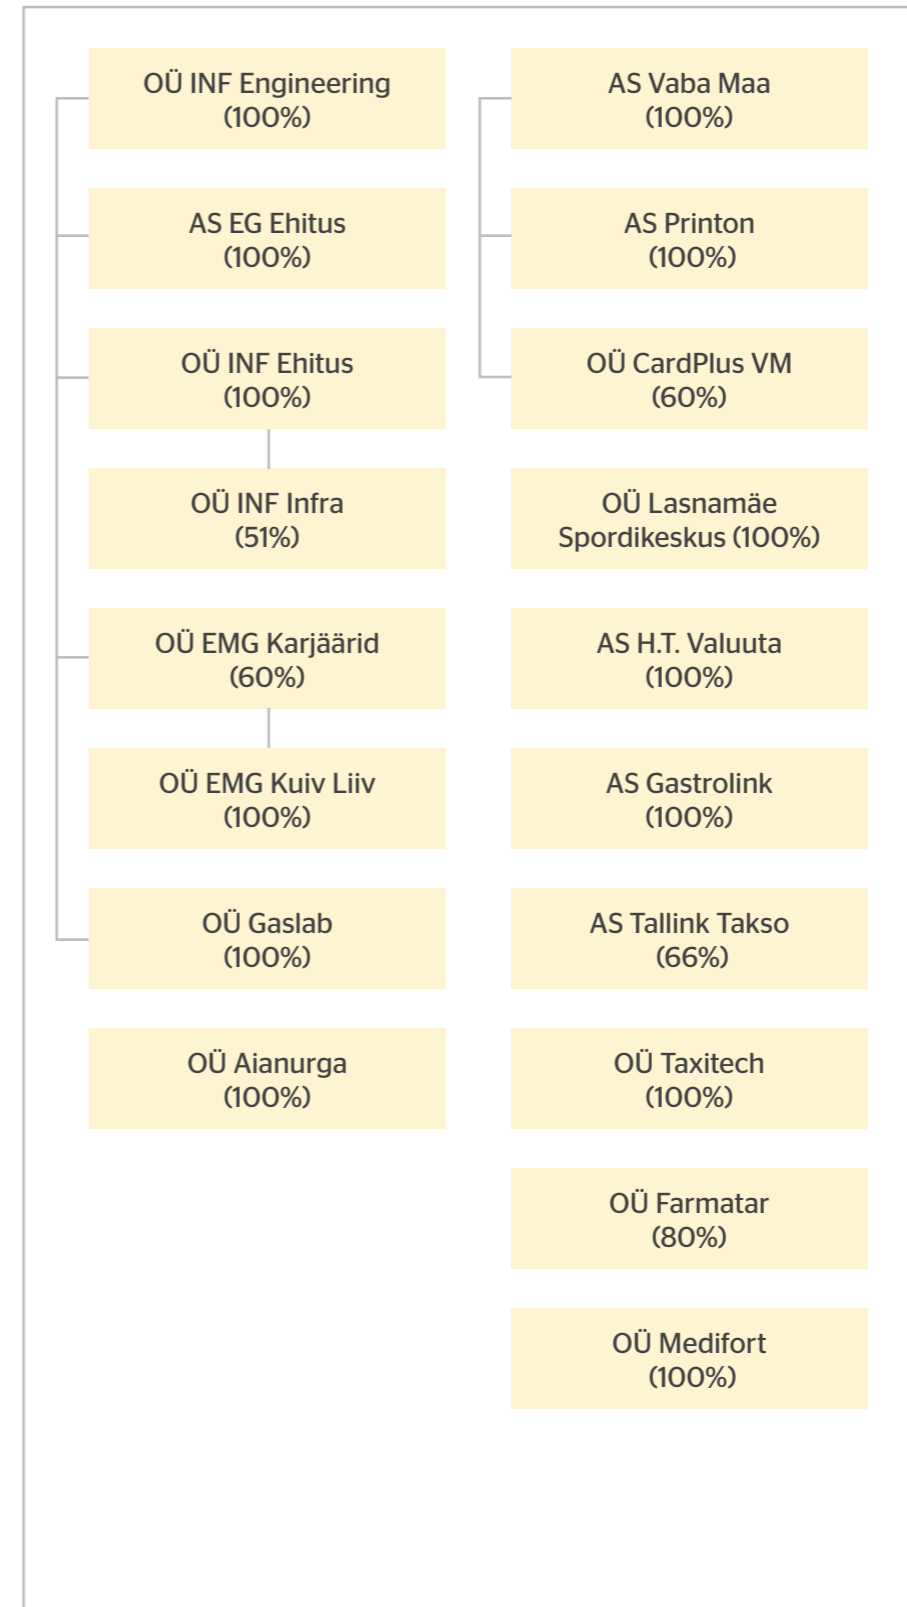 OÜ INF Engineering
(100%)
AS EG Ehitus
(100%)
OÜ INF Ehitus
(100%)
OÜ INF Infra
(51%)
OÜ EMG Karjäärid
(60%)
OÜ EMG Kuiv Liiv
(100%)
OÜ Gaslab
(100%)
OÜ Aianurga
(100%)
AS Vaba Maa
(100%)
AS Printon
(100%)
OÜ CardPlus VM
(60%)
OÜ Lasnamäe
Spordikeskus (100%)
AS H.T. Valuuta
(100%)
AS Gastrolink
(100%)
AS Tallink Takso
(66%)
OÜ Taxitech
(100%)
OÜ Farmatar
(80%)
OÜ Medifort
(100%)